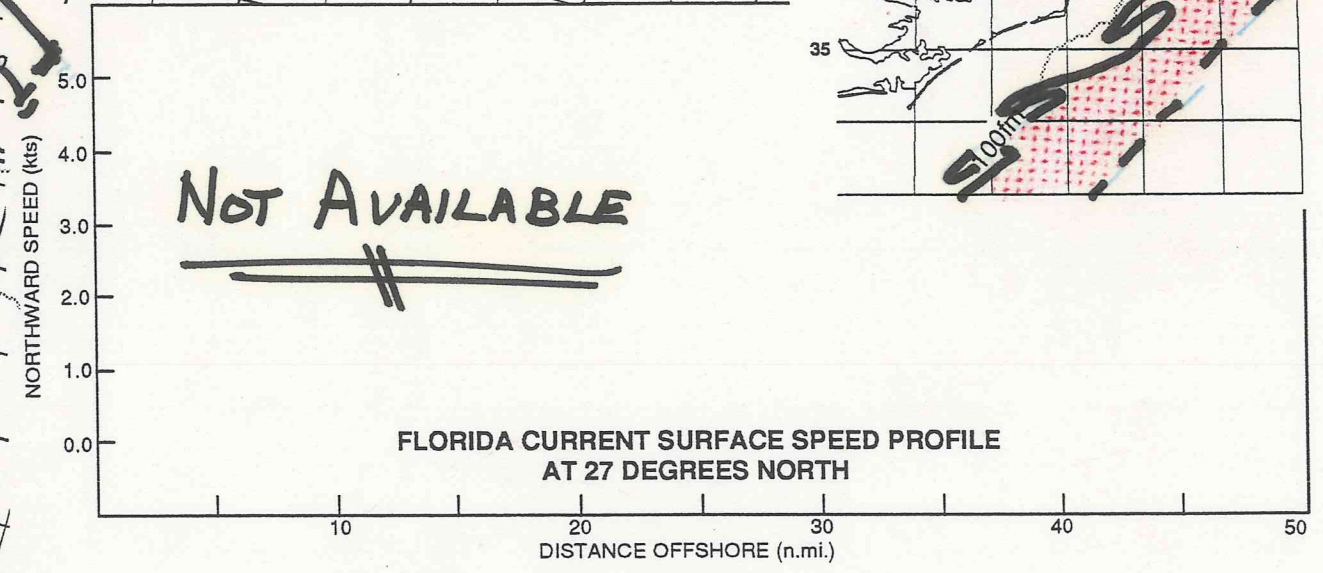 35
100fm
NORTHWARD SPEED (kts)
5.0
4.0
3.0
2.0
1.0
0.0
NOT AVAILABLE
FLORIDA CURRENT SURFACE SPEED PROFILE
AT 27 DEGREES NORTH
10 20 30 40 50
DISTANCE OFFSHORE (n.mi.)